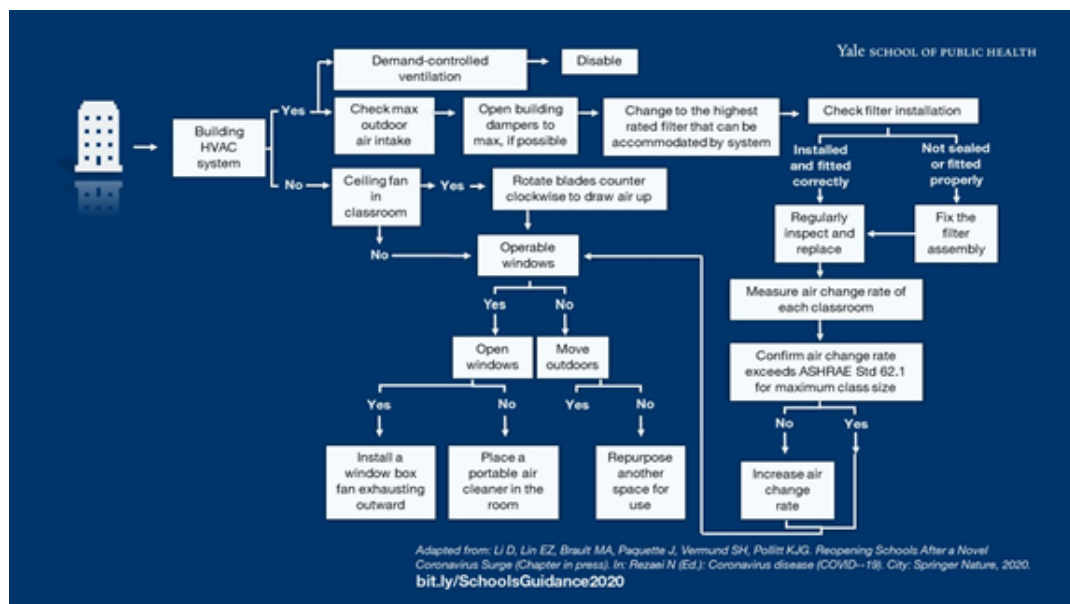 Yale SCHOOL OF PUBLIC HEALTH
Demand-controlled
ventilation
Disable
Building
HVAC
system
Yes
Check max
outdoor
air intake
Open building
dampers to
max, if possible
Change to the highest
rated filter that can be
accommodated by system
Check filter installation
Installed
and fitted
correctly
Not sealed
or fitted
properly
Regularly
inspect and
replace
Fix the
filter
assembly
Measure air change rate of
each classroom
Confirm air change rate
exceeds ASHRAE Std 62.1
for maximum class size
No
Yes
Increase air
change
rate
No
Ceiling fan
in
classroom
Yes
Rotate blades counter
clockwise to draw air up
No
Operable
windows
Yes
No
Open
windows
Move
outdoors
Yes
No
Yes
No
Install a
window box
fan exhausting
outward
Place a
portable air
cleaner in the
room
Repurpose
another
space for
use
Adapted from: Li D, Lin EZ, Brault MA, Paquette J, Vermund SH, Pollitt KJG. Reopening Schools After a Novel
Coronavirus Surge (Chapter in press). In: Rezaei N (Ed.): Coronavirus disease (COVID--19). City: Springer Nature, 2020.
bit.ly/SchoolsGuidance2020